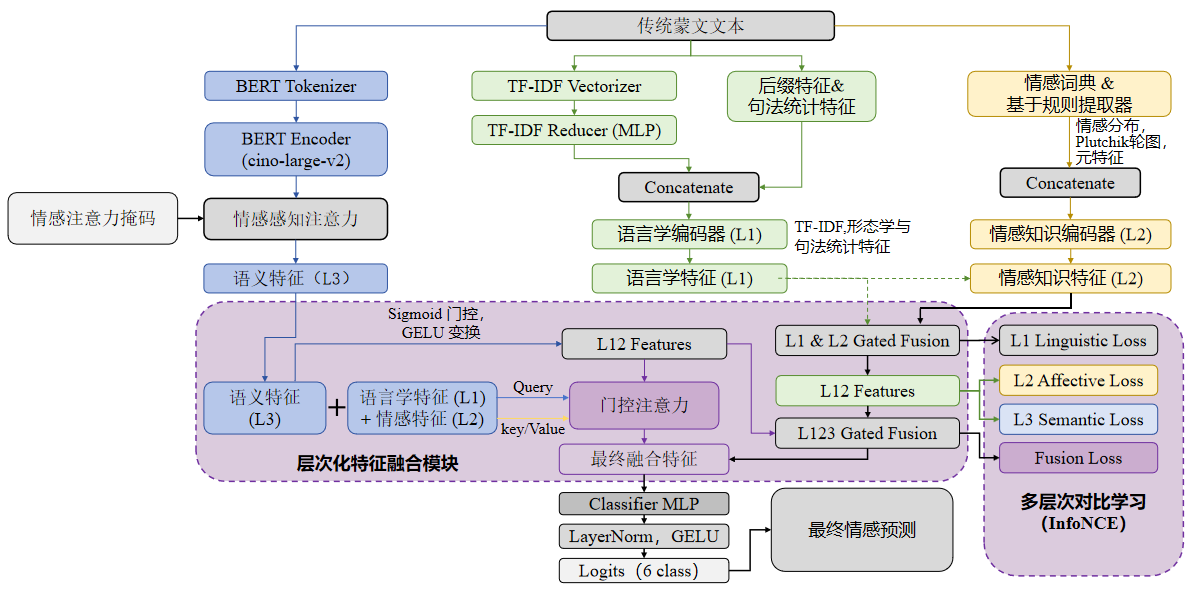 传统蒙文文本
BERT Tokenizer
TF-IDF Vectorizer
后缀特征&
句法统计特征
情感词典 &
基于规则提取器
BERT Encoder
(cino-large-v2)
TF-IDF Reducer (MLP)
情感分布,
Plutchik轮图,
元特征
Concatenate
Concatenate
情感注意力掩码
情感感知注意力
语言学编码器 (L1)
TF-IDF,形态学与
句法统计特征
情感知识编码器 (L2)
语义特征（L3）
语言学特征 (L1)
情感知识特征 (L2)
Sigmoid 门控,
GELU 变换
L12 Features
L1 & L2 Gated Fusion
L1 Linguistic Loss
语义特征
(L3)
+
语言学特征 (L1)
+ 情感特征 (L2)
Query
key/Value
门控注意力
L12 Features
L2 Affective Loss
L3 Semantic Loss
L123 Gated Fusion
Fusion Loss
层次化特征融合模块
最终融合特征
多层次对比学习
（InfoNCE）
Classifier MLP
LayerNorm，GELU
Logits（6 class）
最终情感预测